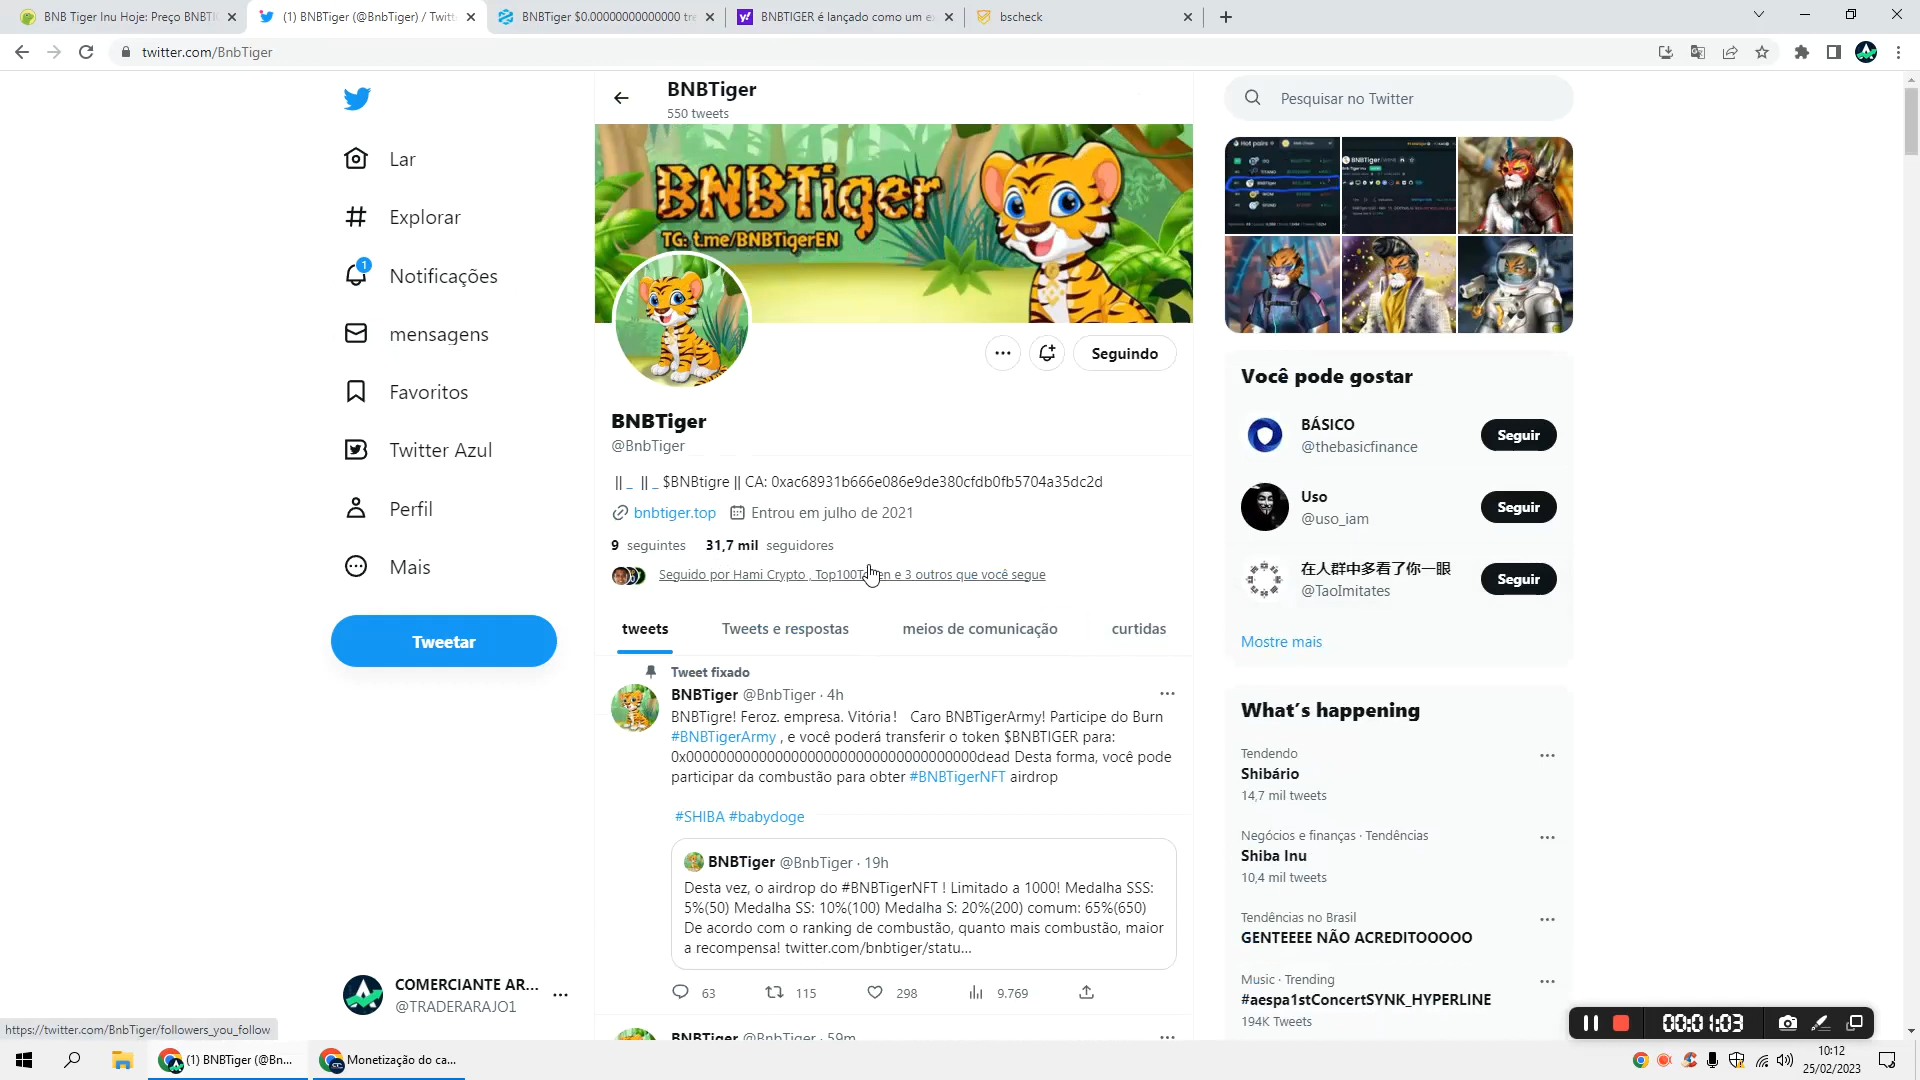 BNB Tiger Inu Hoje: Preço BNBTI
(1) BNBTiger (@BnbTiger) / Twitt
BNBTiger $0.00000000000000 tre
BNBTIGER é lançado como um e
bscheck
twitter.com/BnbTiger
BNBTiger
550 tweets
Pesquisar no Twitter
Lar
Explorar
1
Notificações
mensagens
Favoritos
Twitter Azul
Perfil
Mais
Tweetar
BNBTiger
TG: t.me/BNBTigerEN
Seguindo
BNBTiger
@BnbTiger
|| _ || _ $BNBtigre || CA: 0xac68931b666e086e9de380cfdb0fb5704a35dc2d
bnbtiger.top Entrou em julho de 2021
9 seguintes 31,7 mil seguidores
Seguido por Hami Crypto , Top100T en e 3 outros que você segue
tweets Tweets e respostas meios de comunicação curtidas
Tweet fixado
BNBTiger @BnbTiger · 4h
BNBTigre! Feroz. empresa. Vitória! Caro BNBTigerArmy! Participe do Burn
#BNBTigerArmy , e você poderá transferir o token $BNBTIGER para:
0x000000000000000000000000000000000000dead Desta forma, você pode
participar da combustão para obter #BNBTigerNFT airdrop
#SHIBA #babydoge
BNBTiger @BnbTiger · 19h
Desta vez, o airdrop do #BNBTigerNFT ! Limitado a 1000! Medalha SSS:
5%(50) Medalha SS: 10%(100) Medalha S: 20%(200) comum: 65%(650)
De acordo com o ranking de combustão, quanto mais combustão, maior
a recompensa! twitter.com/bnbtiger/statu...
63 115 298 9.769
BNBTiger @BnbTiger · 59m
Hot pairs
BNBTiger
Você pode gostar
BÁSICO
@thebasicfinance
Seguir
Uso
@uso_iam
Seguir
在人群中多看了你一眼
@TaoImitates
Seguir
Mostre mais
What's happening
Tendendo
Shibário
14,7 mil tweets
Negócios e finanças · Tendências
Shiba Inu
10,4 mil tweets
Tendências no Brasil
GENTEEEE NÃO ACREDITOOOOO
Music · Trending
#aespa1stConcertSYNK_HYPERLINE
194K Tweets
COMERCIANTE AR...
@TRADERARAJO1
https://twitter.com/BnbTiger/followers_you_follow
00:01:03
(1) BNBTiger (@Bn...
Monetização do ca...
10:12
25/02/2023